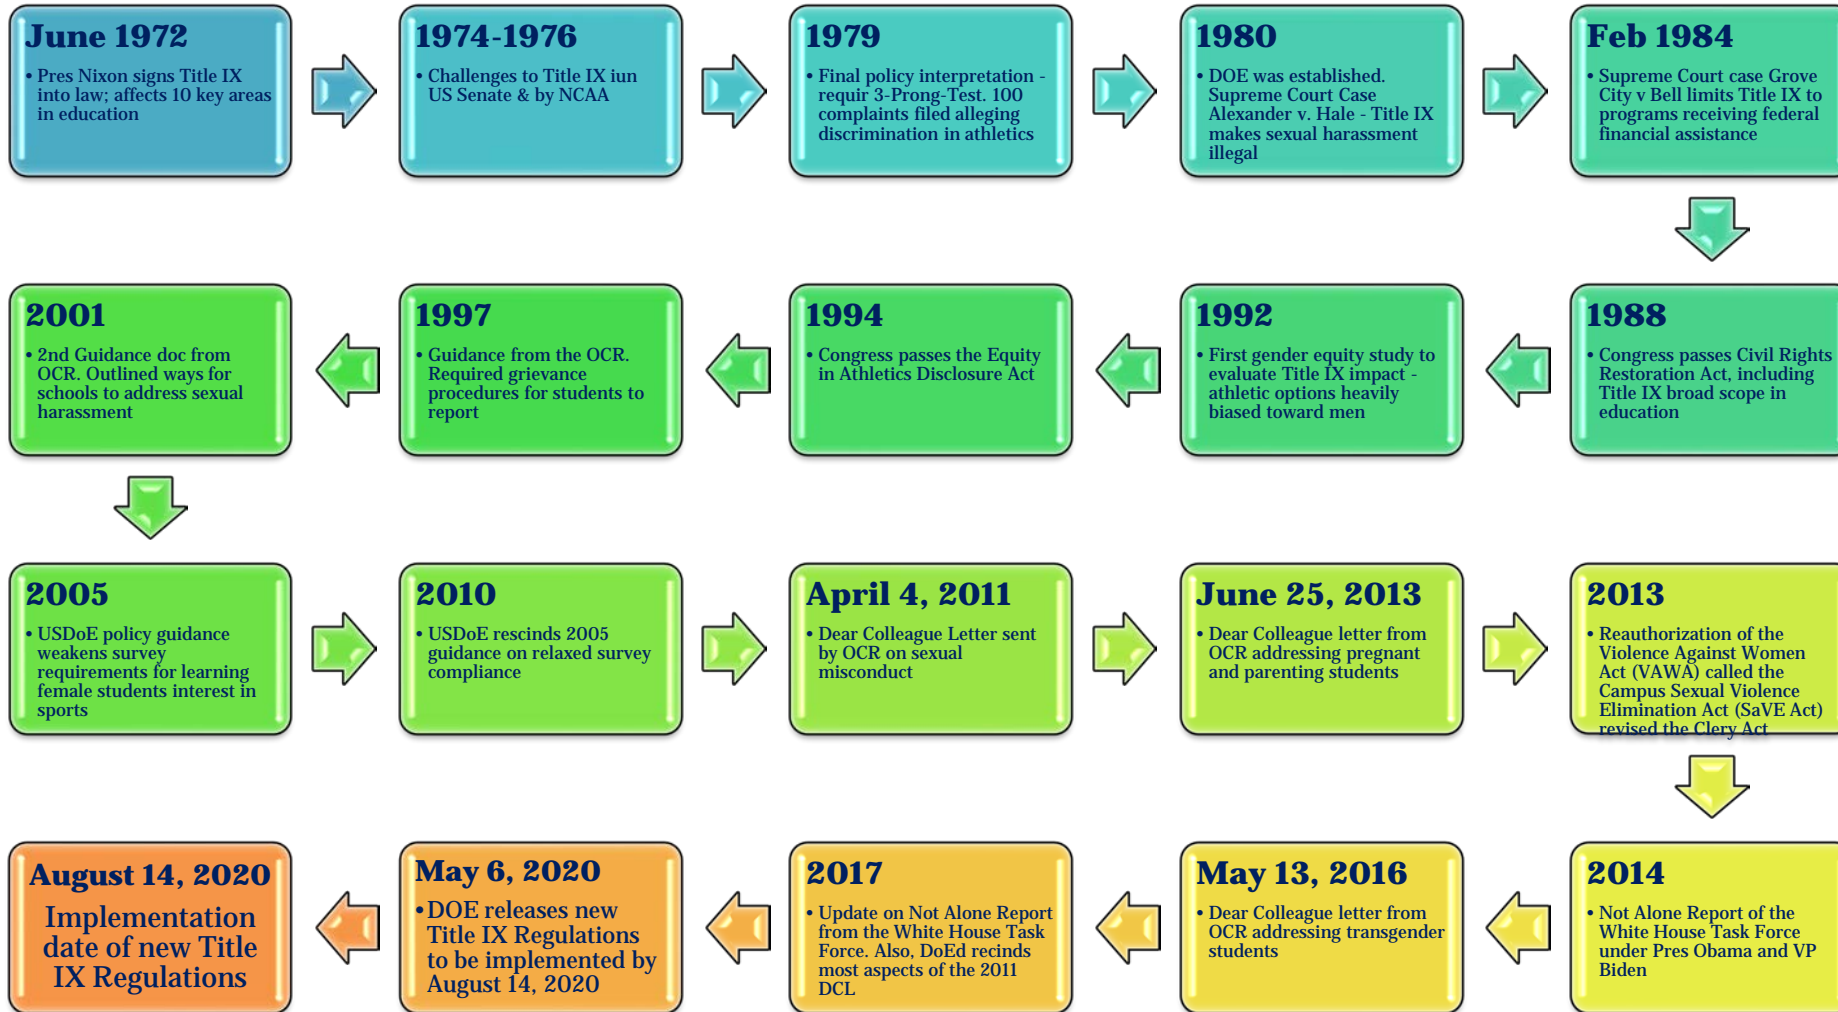 June 1972
• Pres Nixon signs Title IX
into law; affects 10 key areas
in education
1974-1976
• Challenges to Title IX iun
US Senate & by NCAA
1979
• Final policy interpretation -
requir 3-Prong-Test. 100
complaints filed alleging
discrimination in athletics
1980
• DOE was established.
Supreme Court Case
Alexander v. Hale - Title IX
makes sexual harassment
illegal
Feb 1984
• Supreme Court case Grove
City v Bell limits Title IX to
programs receiving federal
financial assistance
1988
• Congress passes Civil Rights
Restoration Act, including
Title IX broad scope in
education
1992
• First gender equity study to
evaluate Title IX impact -
athletic options heavily
biased toward men
1994
• Congress passes the Equity
in Athletics Disclosure Act
1997
• Guidance from the OCR.
Required grievance
procedures for students to
report
2001
• 2nd Guidance doc from
OCR. Outlined ways for
schools to address sexual
harassment
2005
• USDoE policy guidance
weakens survey
requirements for learning
female students interest in
sports
2010
• USDoE rescinds 2005
guidance on relaxed survey
compliance
April 4, 2011
• Dear Colleague Letter sent
by OCR on sexual
misconduct
June 25, 2013
• Dear Colleague letter from
OCR addressing pregnant
and parenting students
2013
• Reauthorization of the
Violence Against Women
Act (VAWA) called the
Campus Sexual Violence
Elimination Act (SaVE Act)
revised the Clery Act
2014
• Not Alone Report of the
White House Task Force
under Pres Obama and VP
Biden
May 13, 2016
• Dear Colleague letter from
OCR addressing transgender
students
2017
• Update on Not Alone Report
from the White House Task
Force. Also, DoEd recinds
most aspects of the 2011
DCL
May 6, 2020
• DOE releases new
Title IX Regulations
to be implemented by
August 14, 2020
August 14, 2020
Implementation
date of new Title
IX Regulations